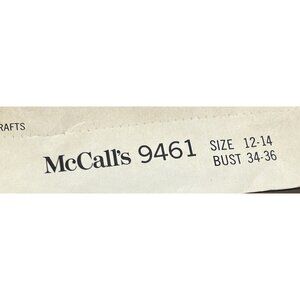 RAFTS
McCall's 9461
SIZE 12-14
BUST 34-36